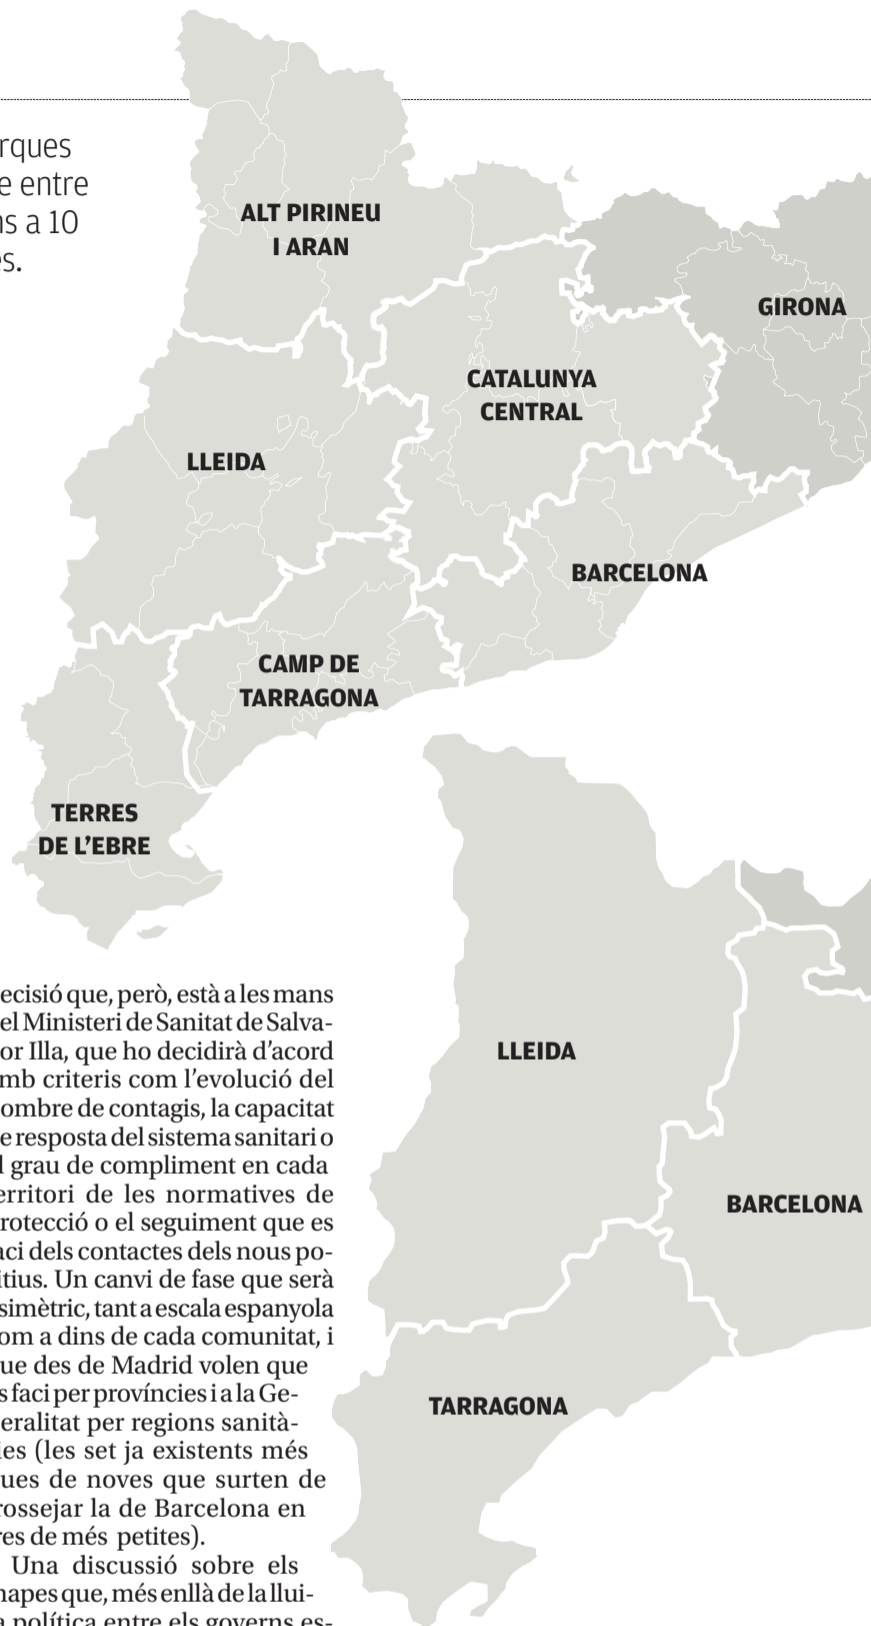 rques
e entre
ns a 10
es.
ALT PIRINEU
I ARAN
GIRONA
CATALUNYA
CENTRAL
LLEIDA
BARCELONA
CAMP DE
TARRAGONA
TERRES
DE L'EBRE
LLEIDA
BARCELONA
TARRAGONA
ecisió que, però, està a les mans
el Ministeri de Sanitat de Salva-
or Illa, que ho decidirà d'acord
mb criteris com l'evolució del
ombre de contagis, la capacitat
e resposta del sistema sanitari o
l grau de compliment en cada
erritori de les normatives de
rotecció o el seguiment que es
aci dels contactes dels nous po-
itius. Un canvi de fase que serà
simètric, tant a escala espanyola
om a dins de cada comunitat, i
ue des de Madrid volen que
s faci per províncies i a la Ge-
eralitat per regions sanità-
ies (les set ja existents més
ues de noves que surten de
rossejar la de Barcelona en
res de més petites).
Una discussió sobre els
mapes que, més enllà de la llui-
a política entre els governs es-